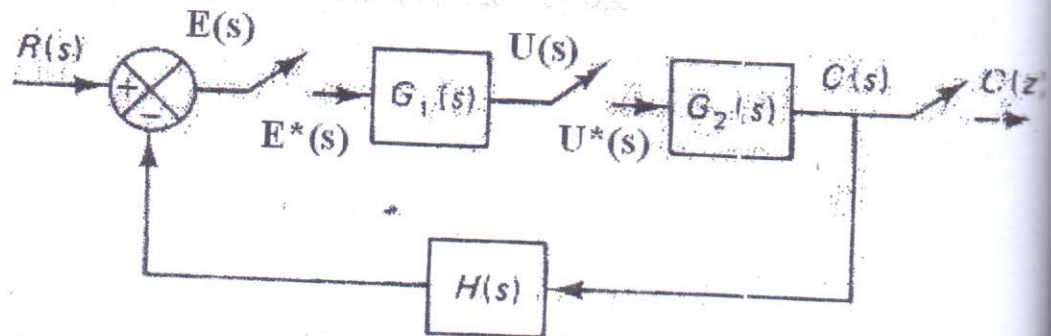 R(s)
E(s)
+
-
E*(s)
G₁(s)
U(s)
U*(s)
G₂(s)
C(s)
C(z)
H(s)